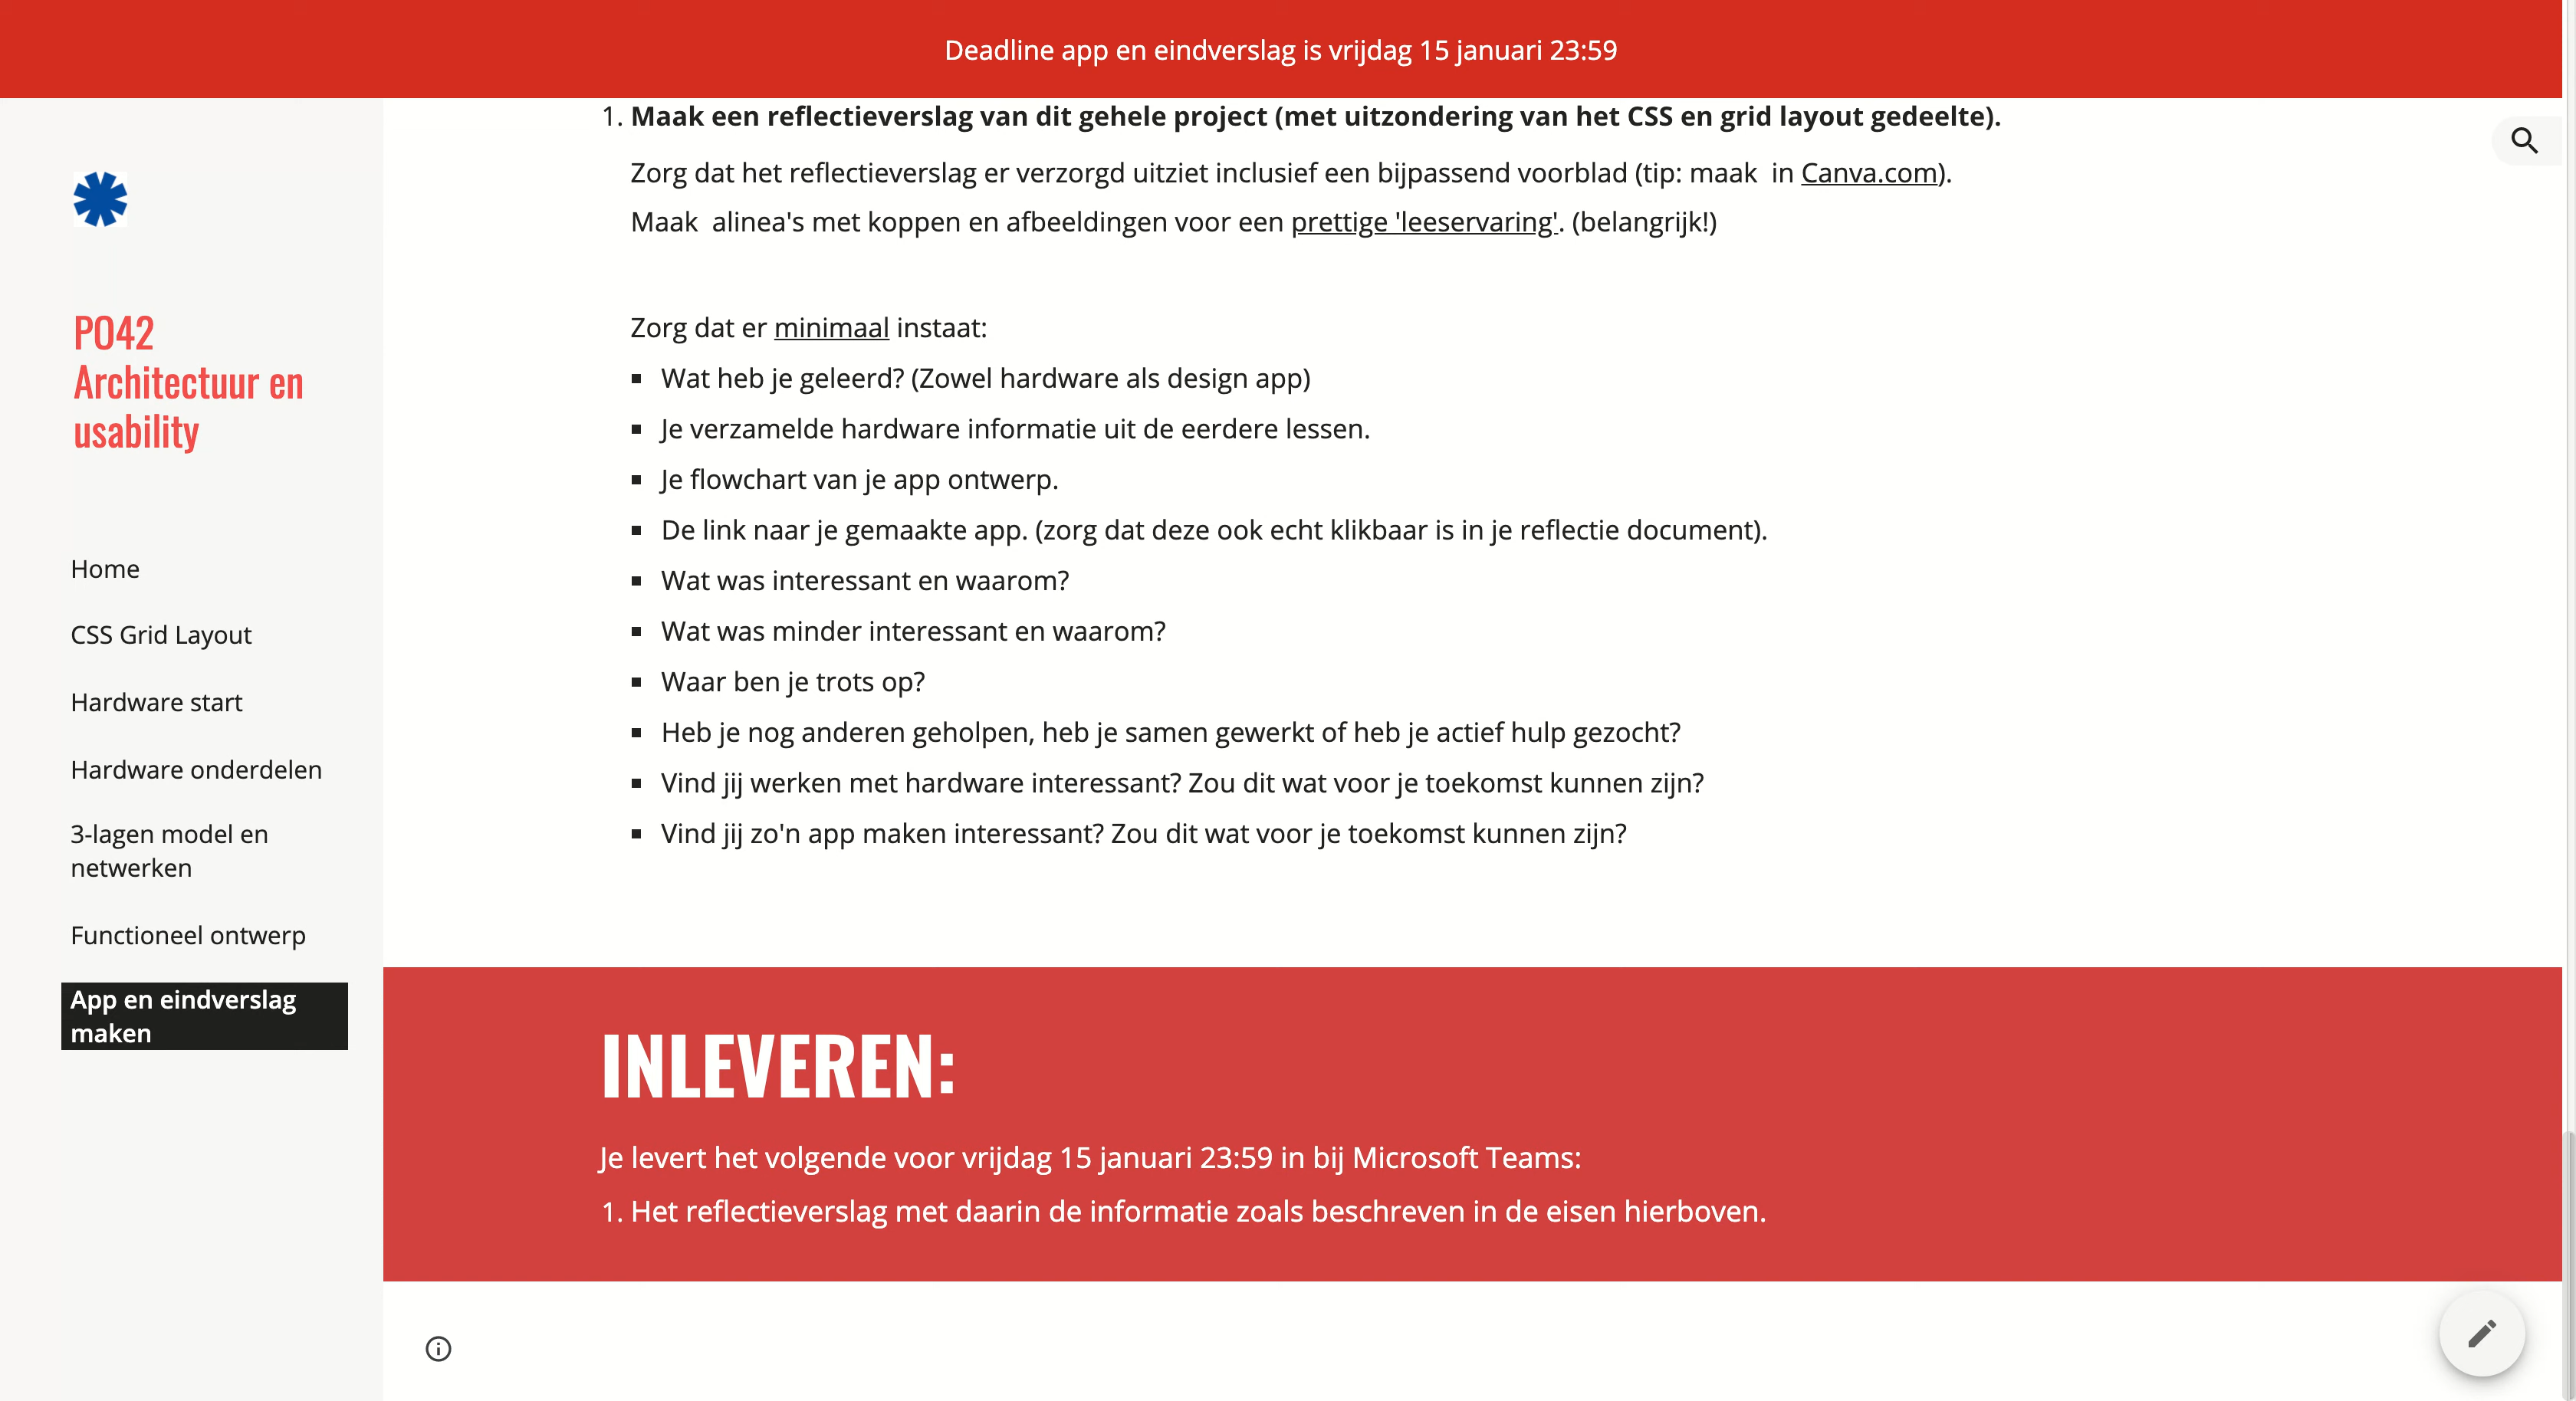 Deadline app en eindverslag is vrijdag 15 januari 23:59
PO42
Architectuur en
usability
Home
CSS Grid Layout
Hardware start
Hardware onderdelen
3-lagen model en
netwerken
Functioneel ontwerp
App en eindverslag
maken
1. Maak een reflectieverslag van dit gehele project (met uitzondering van het CSS en grid layout gedeelte).
Zorg dat het reflectieverslag er verzorgd uitziet inclusief een bijpassend voorblad (tip: maak in Canva.com).
Maak alinea's met koppen en afbeeldingen voor een prettige 'leeservaring'. (belangrijk!)
Zorg dat er minimaal instaat:
▪ Wat heb je geleerd? (Zowel hardware als design app)
▪ Je verzamelde hardware informatie uit de eerdere lessen.
▪ Je flowchart van je app ontwerp.
▪ De link naar je gemaakte app. (zorg dat deze ook echt klikbaar is in je reflectie document).
▪ Wat was interessant en waarom?
▪ Wat was minder interessant en waarom?
▪ Waar ben je trots op?
▪ Heb je nog anderen geholpen, heb je samen gewerkt of heb je actief hulp gezocht?
▪ Vind jij werken met hardware interessant? Zou dit wat voor je toekomst kunnen zijn?
▪ Vind jij zo'n app maken interessant? Zou dit wat voor je toekomst kunnen zijn?
INLEVEREN:
Je levert het volgende voor vrijdag 15 januari 23:59 in bij Microsoft Teams:
1. Het reflectieverslag met daarin de informatie zoals beschreven in de eisen hierboven.